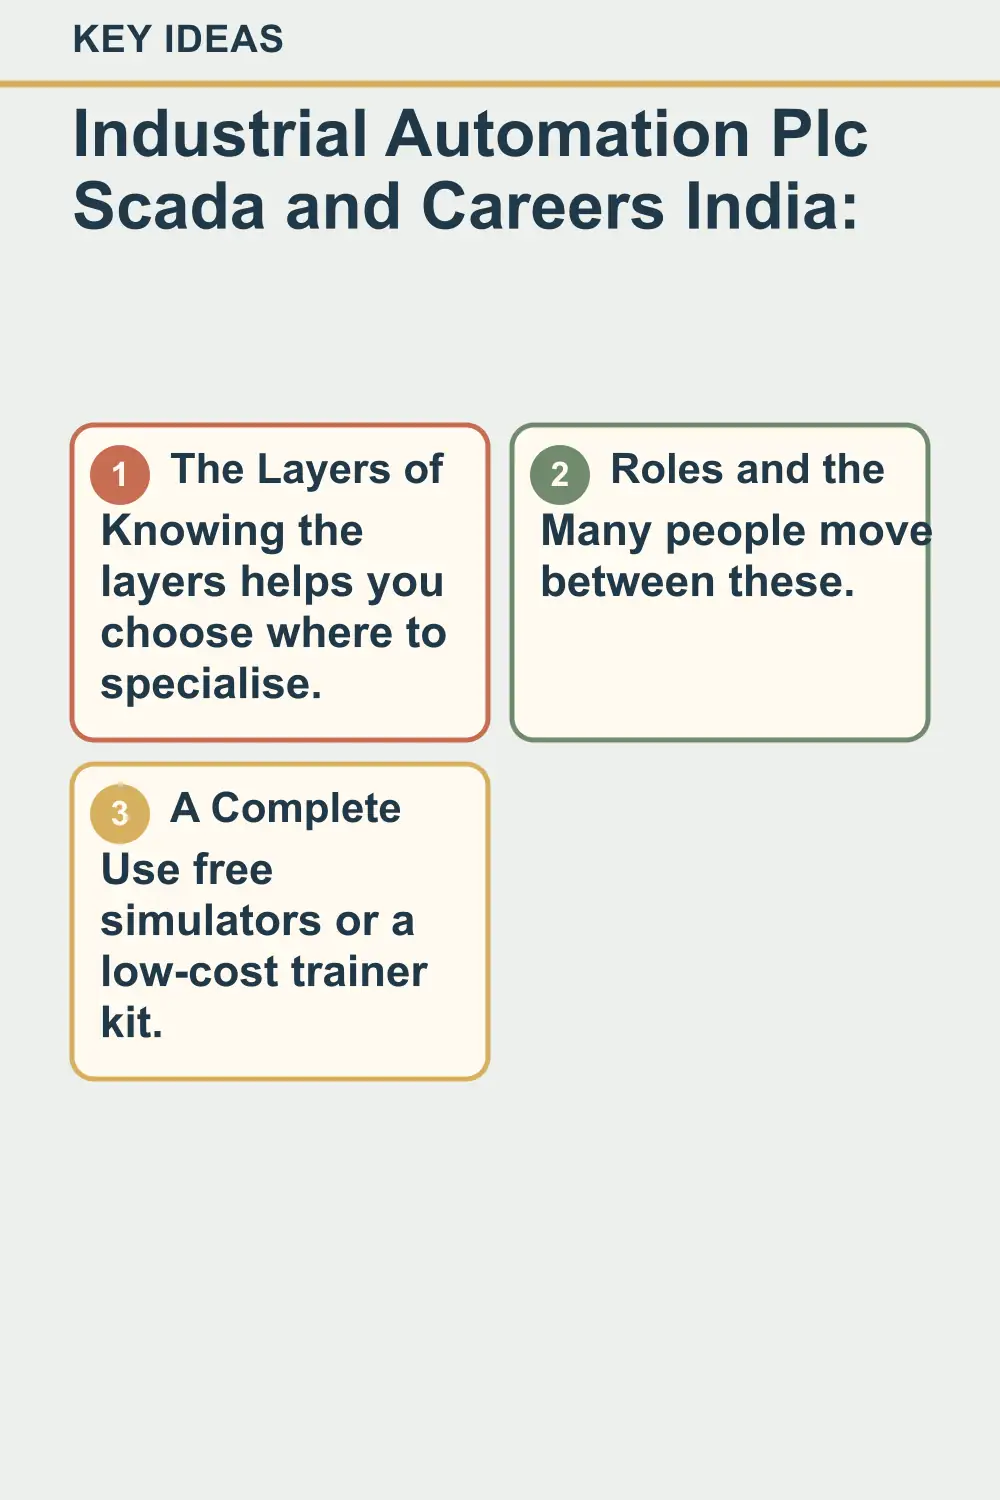 KEY IDEAS
Industrial Automation Plc
Scada and Careers India:
1 The Layers of
Knowing the
layers helps you
choose where to
specialise.
2 Roles and the
Many people move
between these.
3 A Complete
Use free
simulators or a
low-cost trainer
kit.